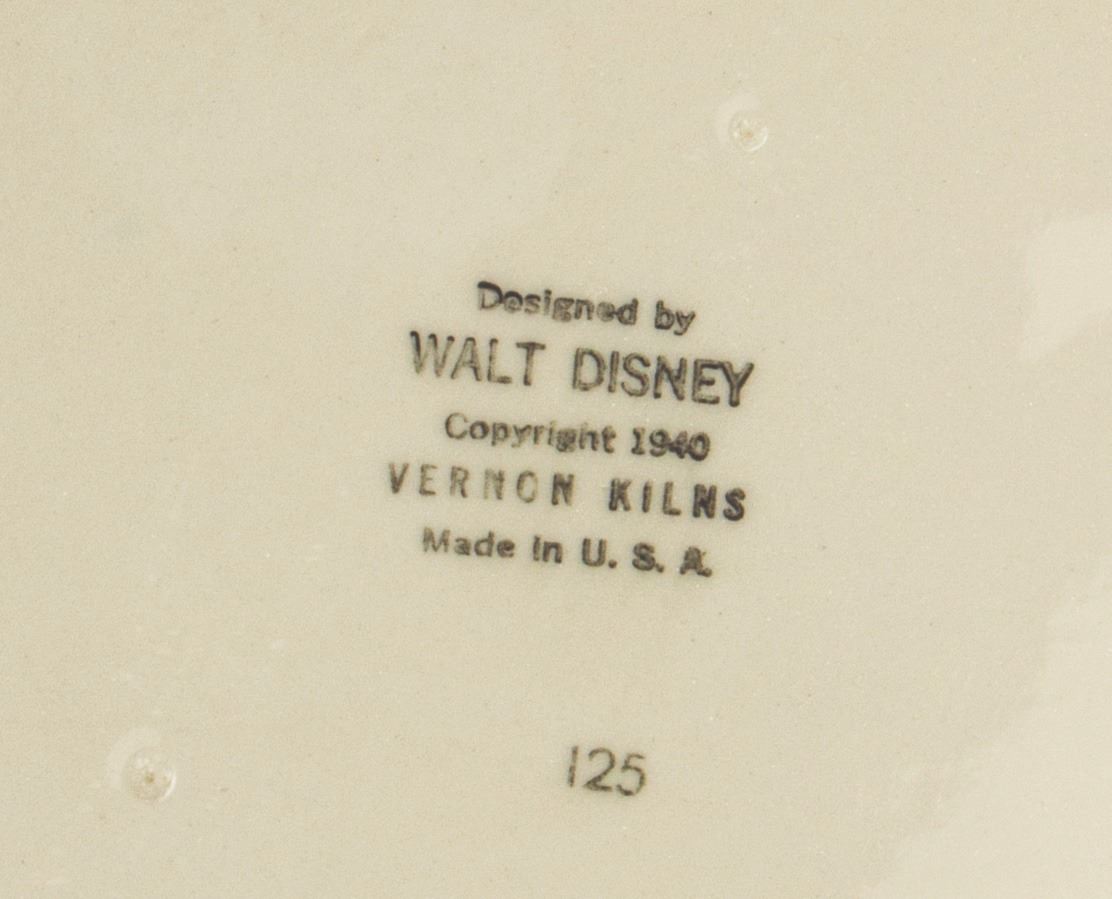 Designed by
WALT DISNEY
Copyright 1940
VERNON KILNS
Made in U. S. A.
125